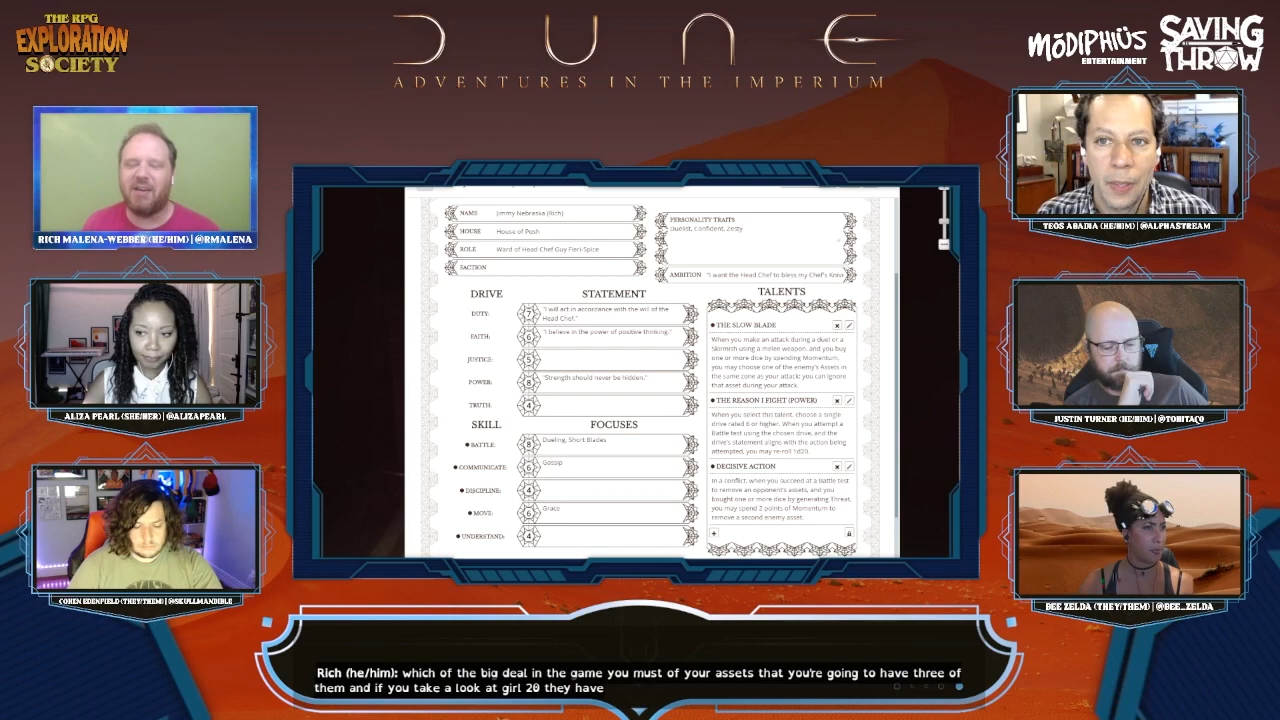 THE RPG
EXPLORATION
SOCIETY
DUNE
ADVENTURES IN THE IMPERIUM
MŌDIPHIÜS
ENTERTAINMENT
SAVING
THROW
RICH MALENA-WEBBER (HE/HIM) | @RMALENA
ALIZA PEARL (SHE/HER) | @ALIZAPEARL
COHEN EDENFIELD (THEY/THEM) | @SKULLMANDIBLE
NAME Jimmy Nebraska (Rich)
HOUSE House of Posh
ROLE Ward of Head Chef Guy Fieri-Spice
FACTION
PERSONALITY TRAITS
Duelist, Confident, Zesty
AMBITION "I want the Head Chef to bless my Chef's Know
DRIVE STATEMENT
DUTY: 7 "I will act in accordance with the will of the
Head Chef."
FAITH: 6 "I believe in the power of positive thinking."
JUSTICE: 5
POWER: 8 "Strength should never be hidden."
TRUTH: 4
SKILL FOCUSES
BATTLE: 8 Dueling, Short Blades
COMMUNICATE: 6 Gossip
DISCIPLINE: 4
MOVE: 6 Grace
UNDERSTAND: 4
TALENTS
THE SLOW BLADE
When you make an attack during a duel or a
Skirmish using a melee weapon, and you buy
one or more dice by spending Momentum,
you may choose one of the enemy's Assets in
the same zone as your attack; you can ignore
that asset during your attack.
THE REASON I FIGHT (POWER)
When you select this talent, choose a single
drive rated 6 or higher. When you attempt a
Battle test using the chosen drive, and the
drive's statement aligns with the action being
attempted, you may re-roll 1d20.
DECISIVE ACTION
In a conflict, when you succeed at a Battle test
to remove an opponent's assets, and you
bought one or more dice by generating Threat,
you may spend 2 points of Momentum to
remove a second enemy asset.
TEOS ABADIA (HE/HIM) | @ALPHASTREAM
JUSTIN TURNER (HE/HIM) | @TOBITACO
BEE ZELDA (THEY/THEM) | @BEE_ZELDA
Rich (he/him): which of the big deal in the game you must of your assets that you're going to have three of
them and if you take a look at girl 20 they have